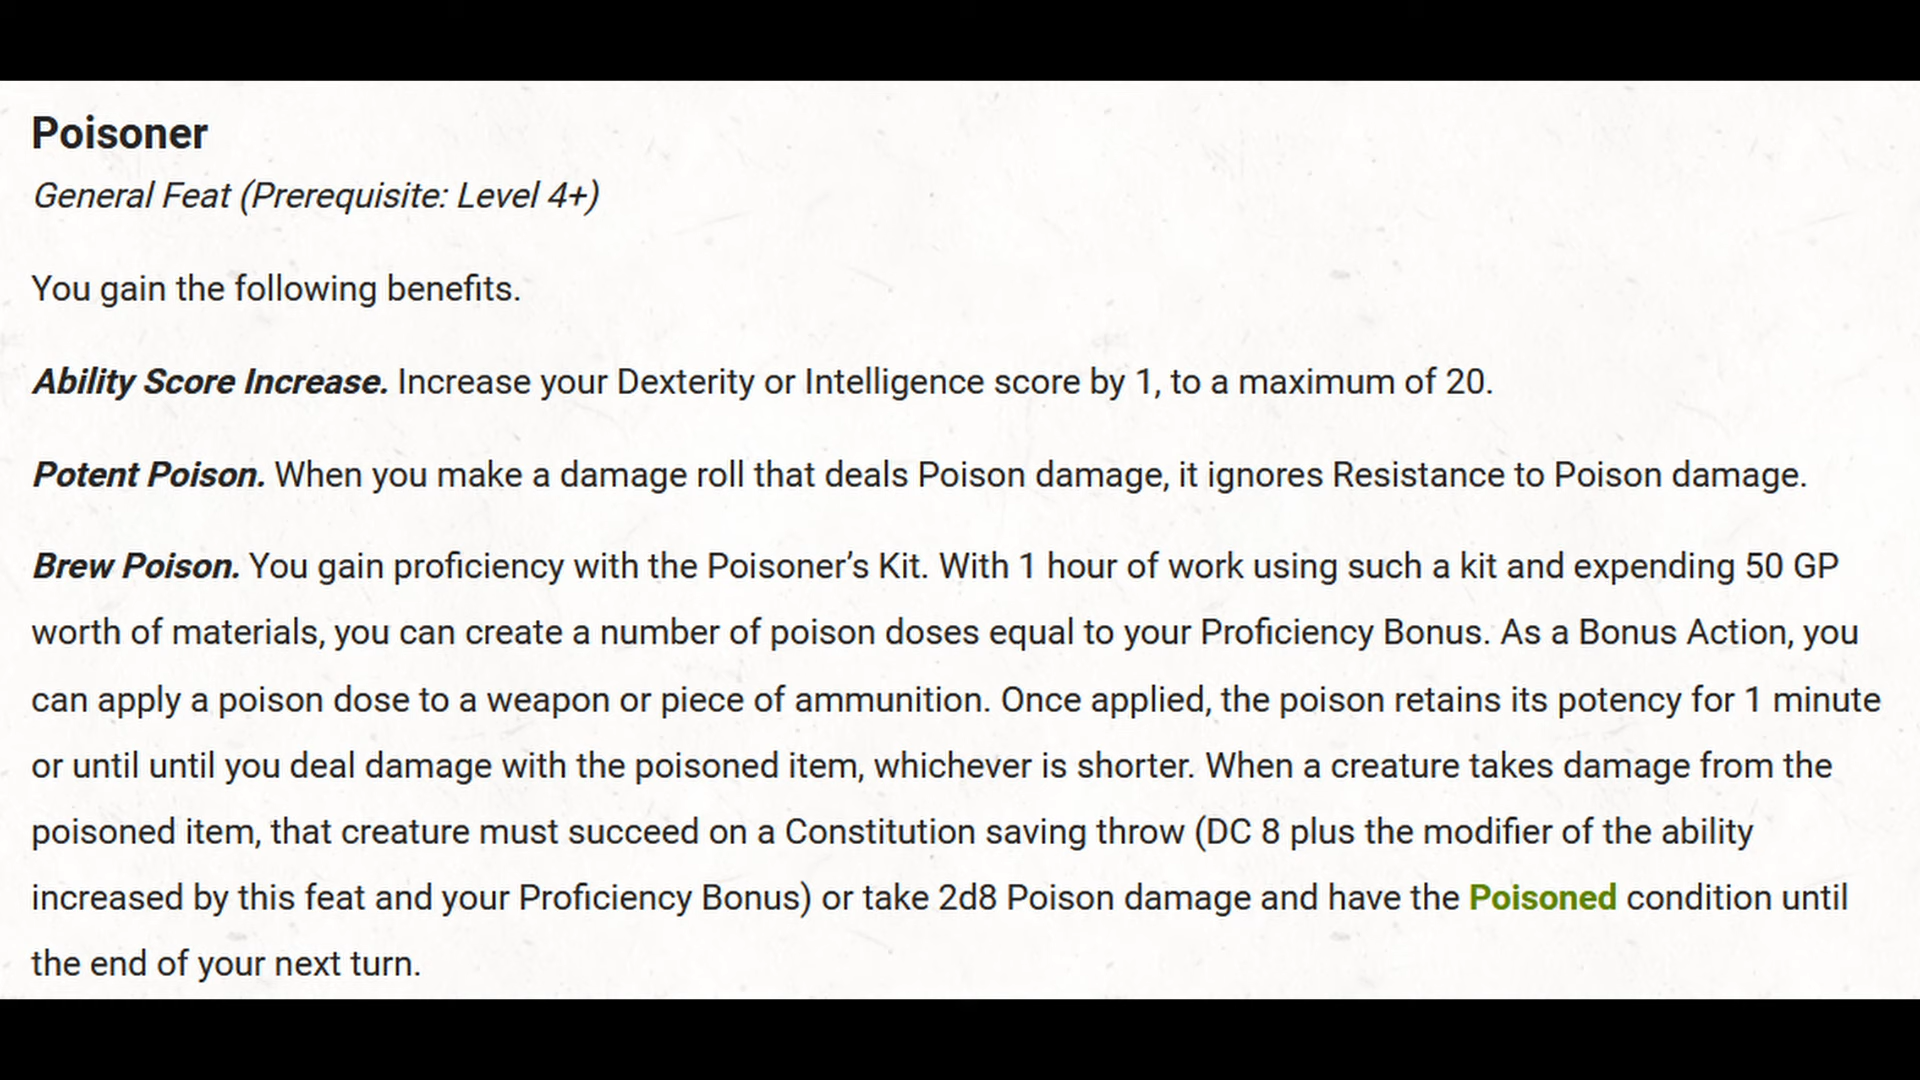 Poisoner
General Feat (Prerequisite: Level 4+)
You gain the following benefits.
Ability Score Increase. Increase your Dexterity or Intelligence score by 1, to a maximum of 20.
Potent Poison. When you make a damage roll that deals Poison damage, it ignores Resistance to Poison damage.
Brew Poison. You gain proficiency with the Poisoner’s Kit. With 1 hour of work using such a kit and expending 50 GP
worth of materials, you can create a number of poison doses equal to your Proficiency Bonus. As a Bonus Action, you
can apply a poison dose to a weapon or piece of ammunition. Once applied, the poison retains its potency for 1 minute
or until until you deal damage with the poisoned item, whichever is shorter. When a creature takes damage from the
poisoned item, that creature must succeed on a Constitution saving throw (DC 8 plus the modifier of the ability
increased by this feat and your Proficiency Bonus) or take 2d8 Poison damage and have the Poisoned condition until
the end of your next turn.